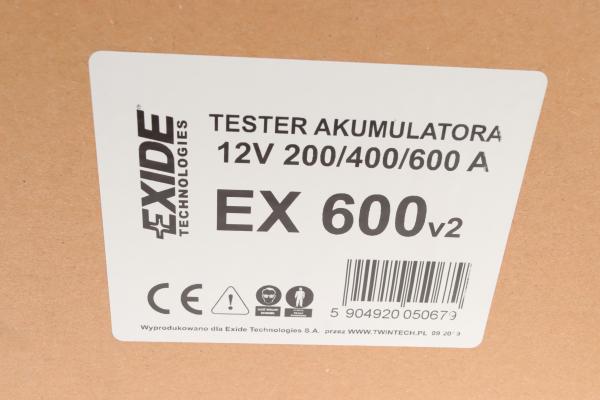 EXIDE
TECHNOLOGIES
TESTER AKUMULATORA
12V 200/400/600 A
EX 600v2
CE
5 904920 050679
Wyprodukowano dla Exide Technologies S.A. przez WWW.TWINTECH.PL 09